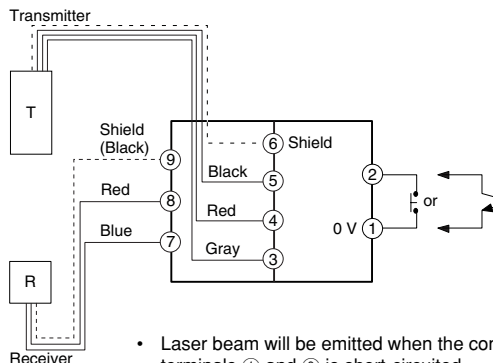 Transmitter
T
Shield
(Black)
9
6 Shield
Black
5
2
Red
8
Red
4
or
0 V 1
Blue
7
Gray
3
R
Receiver
• Laser beam will be emitted when the con
terminals ① and ② is short-circuited